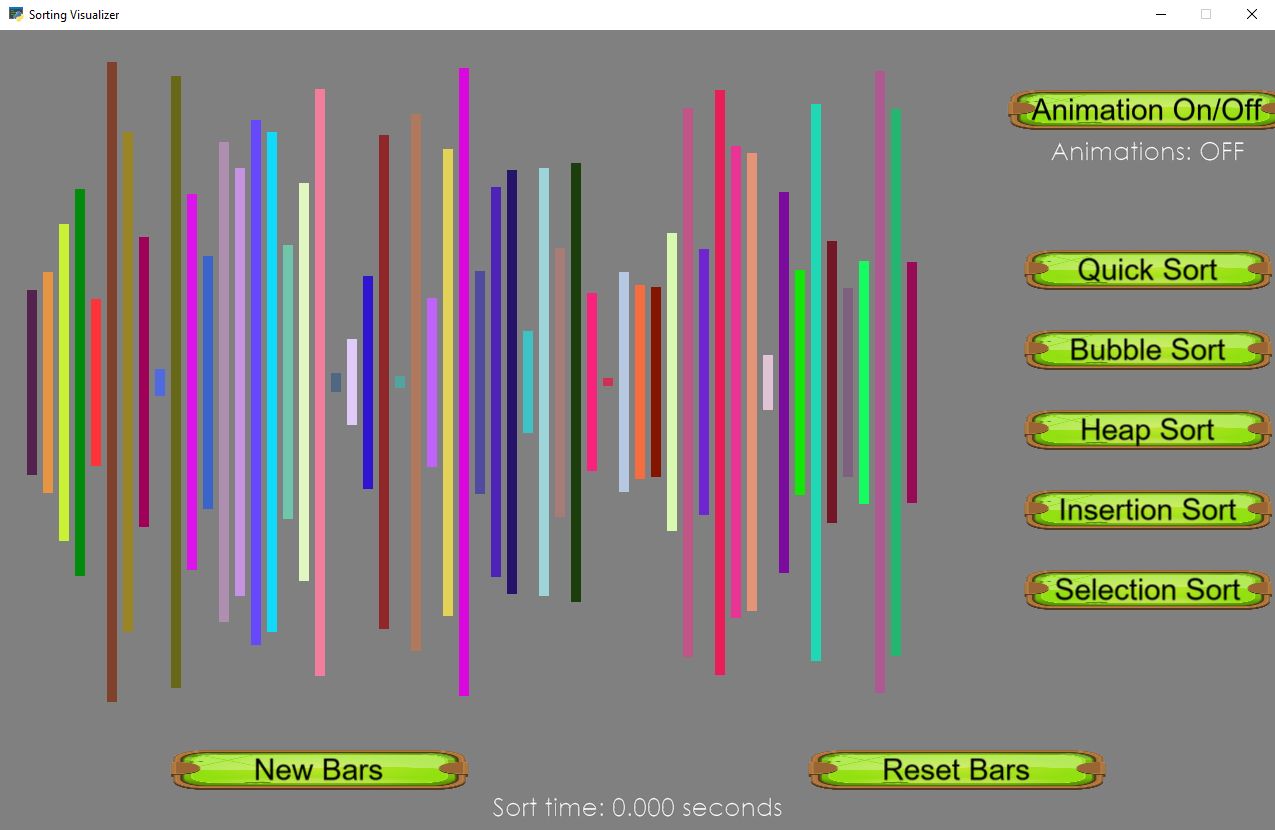 Sorting Visualizer
Animation On/Off
Animations: OFF
Quick Sort
Bubble Sort
Heap Sort
Insertion Sort
Selection Sort
New Bars
Reset Bars
Sort time: 0.000 seconds